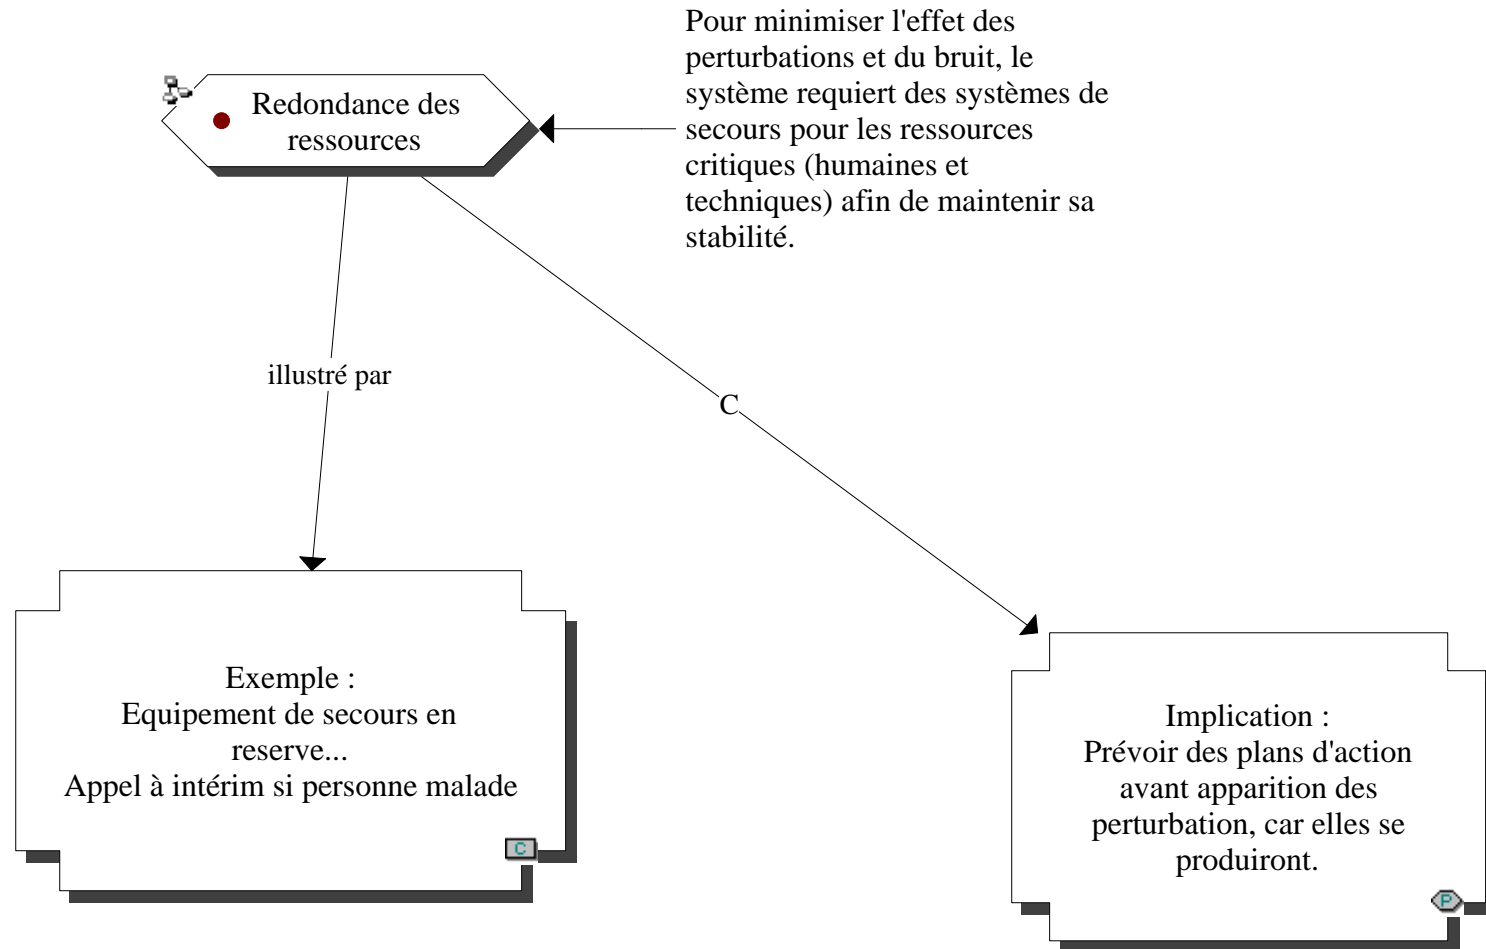 Pour minimiser l'effet des
perturbations et du bruit, le
système requiert des systèmes de
secours pour les ressources
critiques (humaines et
techniques) afin de maintenir sa
stabilité.
Redondance des
ressources
illustré par
C
Exemple :
Equipement de secours en
reserve...
Appel à intérim si personne malade
C
Implication :
Prévoir des plans d'action
avant apparition des
perturbation, car elles se
produiront.
P